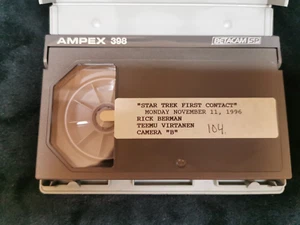 AMPEX 398
BETACAM SP
"STAR TREK FIRST CONTACT"
MONDAY NOVEMBER 11, 1996
RICK BERMAN
TEEMU VIRTANEN
CAMERA "B"
104